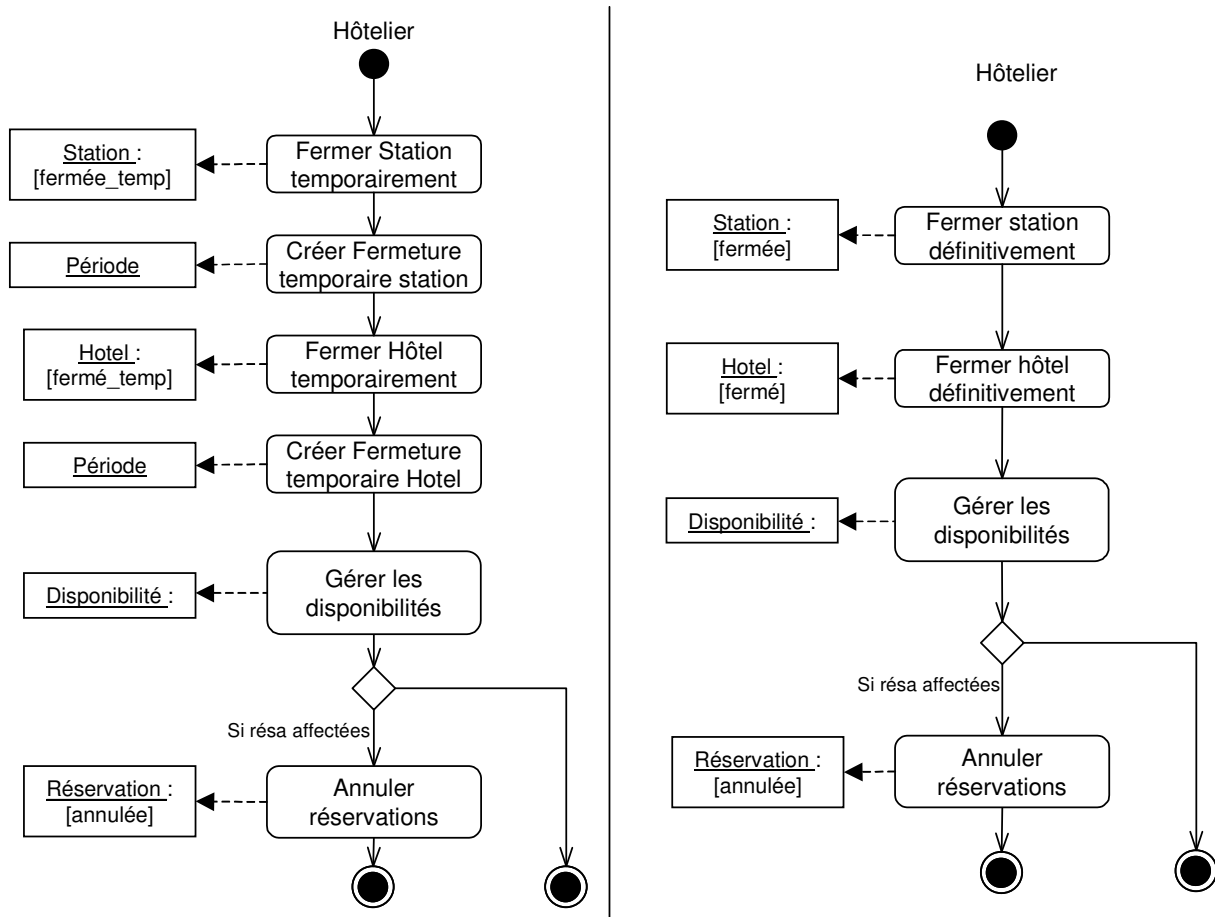 Hôtelier
Station :
[fermée_temp]
Fermer Station
temporairement
Période
Créer Fermeture
temporaire station
Hotel :
[fermé_temp]
Fermer Hôtel
temporairement
Période
Créer Fermeture
temporaire Hotel
Disponibilité :
Gérer les
disponibilités
Si résa affectées
Réservation :
[annulée]
Annuler
réservations
Hôtelier
Station :
[fermée]
Fermer station
définitivement
Hotel :
[fermé]
Fermer hôtel
définitivement
Disponibilité :
Gérer les
disponibilités
Si résa affectées
Réservation :
[annulée]
Annuler
réservations